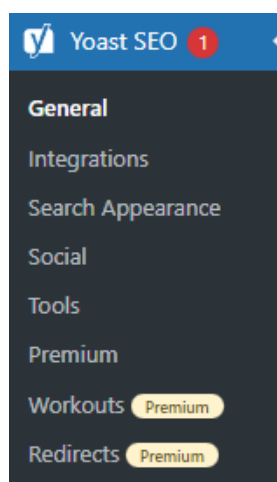 Yoast SEO 1
General
Integrations
Search Appearance
Social
Tools
Premium
Workouts Premium
Redirects Premium